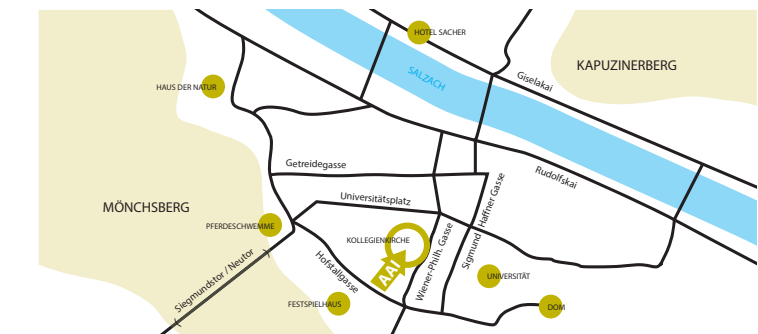 HOTEL SACHER
KAPUZINERBERG
SALZACH
Giselakai
HAUS DER NATUR
Getreidegasse
Rudolfskai
Universitätsplatz
Sigmund Haffner Gasse
MÖNCHSBERG
PFERDESCHWEMME
KOLLEGIENKIRCHE
Wiener-Philh. Gasse
Hofstallgasse
AAI
Siegmundstor / Neutor
UNIVERSITÄT
FESTSPIELHAUS
DOM